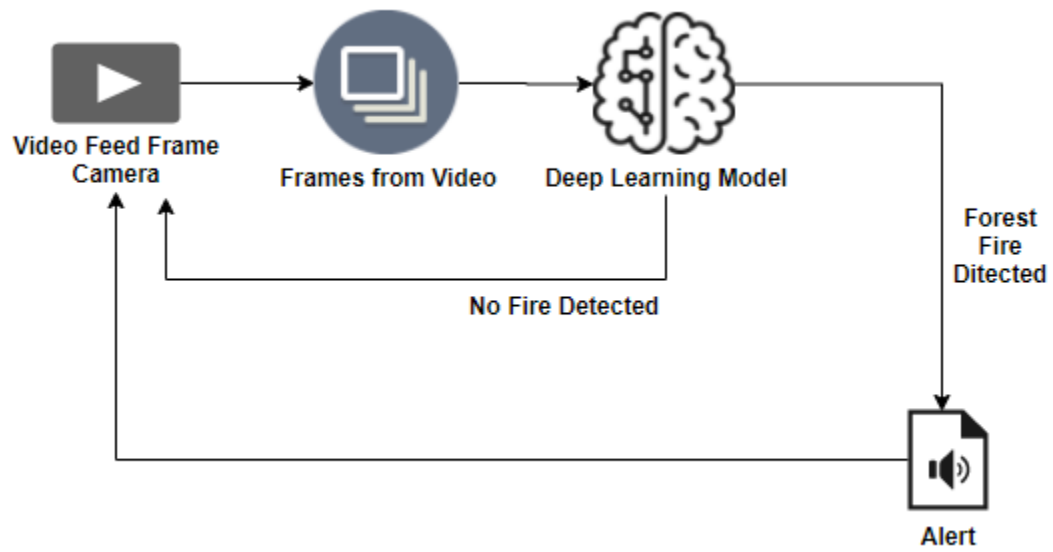 Video Feed Frame
Camera
Frames from Video
Deep Learning Model
Forest
Fire
Ditected
No Fire Detected
Alert